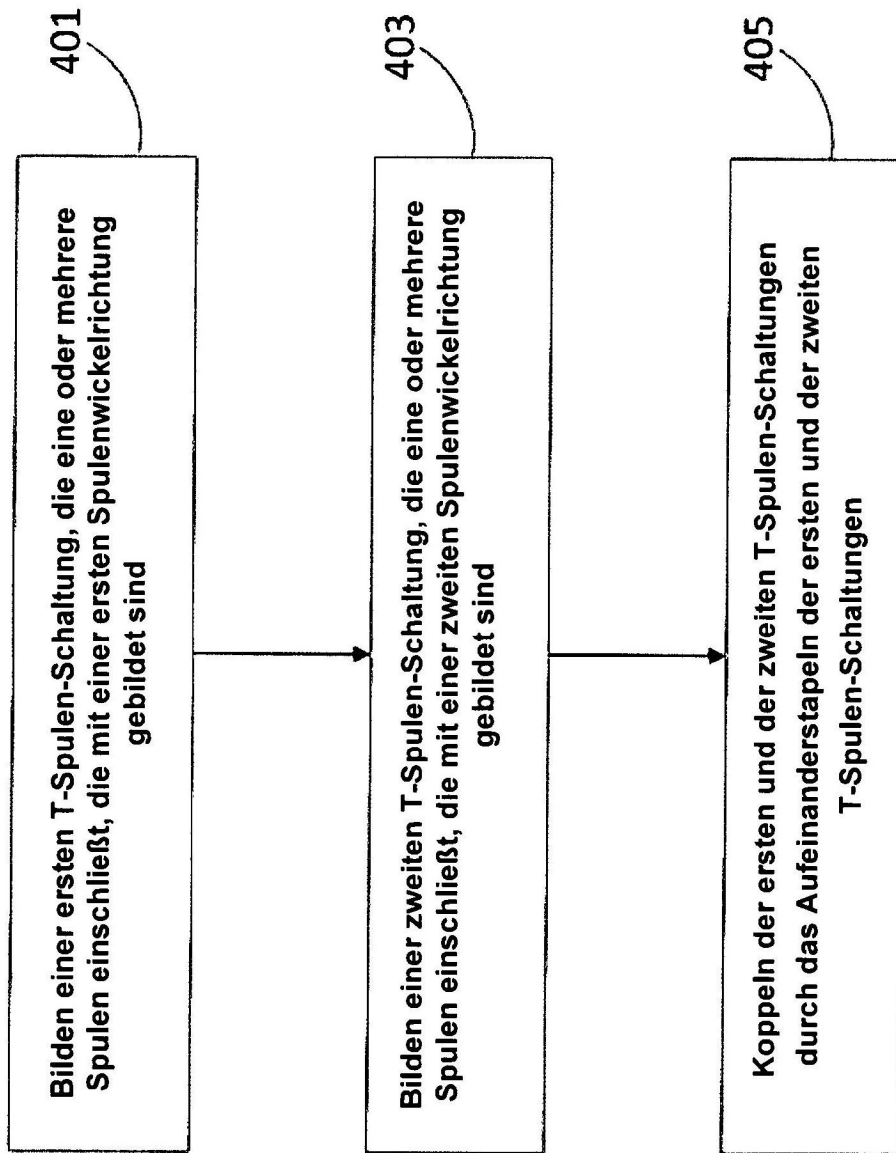 401
Bilden einer ersten T-Spulen-Schaltung, die eine oder mehrere
Spulen einschließt, die mit einer ersten Spulenwickelrichtung
gebildet sind
403
Bilden einer zweiten T-Spulen-Schaltung, die eine oder mehrere
Spulen einschließt, die mit einer zweiten Spulenwickelrichtung
gebildet sind
405
Koppeln der ersten und der zweiten T-Spulen-Schaltungen
durch das Aufeinanderstapeln der ersten und der zweiten
T-Spulen-Schaltungen